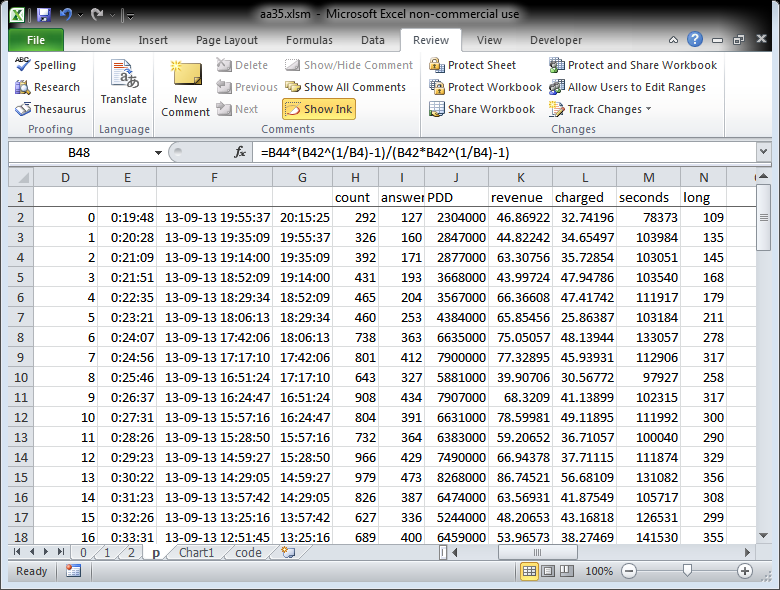 aa35.xlsm - Microsoft Excel non-commercial use
File Home Insert Page Layout Formulas Data Review View Developer
ABC Spelling
Research
Thesaurus
Proofing
Translate
Language
New Comment
Delete
Previous
Next
Show/Hide Comment
Show All Comments
Show Ink
Comments
Protect Sheet
Protect Workbook
Share Workbook
Protect and Share Workbook
Allow Users to Edit Ranges
Track Changes
Changes
B48 fx =B44*(B42^(1/B4)-1)/(B42*B42^(1/B4)-1)
D E F G H I J K L M N
1 count answer PDD revenue charged seconds long
2 0 0:19:48 13-09-13 19:55:37 20:15:25 292 127 2304000 46.86922 32.74196 78373 109
3 1 0:20:28 13-09-13 19:35:09 19:55:37 326 160 2847000 44.82242 34.65497 103984 135
4 2 0:21:09 13-09-13 19:14:00 19:35:09 392 171 2877000 63.30756 35.72854 103051 145
5 3 0:21:51 13-09-13 18:52:09 19:14:00 431 193 3668000 43.99724 47.94786 103540 168
6 4 0:22:35 13-09-13 18:29:34 18:52:09 465 204 3567000 66.36608 47.41742 111917 179
7 5 0:23:21 13-09-13 18:06:13 18:29:34 460 253 4384000 65.85456 25.86387 103184 211
8 6 0:24:07 13-09-13 17:42:06 18:06:13 738 363 6635000 75.05057 48.13944 133057 278
9 7 0:24:56 13-09-13 17:17:10 17:42:06 801 412 7900000 77.32895 45.93931 112906 317
10 8 0:25:46 13-09-13 16:51:24 17:17:10 643 327 5881000 39.90706 30.56772 97927 258
11 9 0:26:37 13-09-13 16:24:47 16:51:24 908 434 7907000 68.3209 41.13899 102315 317
12 10 0:27:31 13-09-13 15:57:16 16:24:47 804 391 6631000 78.59981 49.11895 111992 300
13 11 0:28:26 13-09-13 15:28:50 15:57:16 732 364 6383000 59.20652 36.71057 100040 290
14 12 0:29:23 13-09-13 14:59:27 15:28:50 966 429 7490000 66.94378 37.71115 111874 329
15 13 0:30:22 13-09-13 14:29:05 14:59:27 979 473 8268000 86.74521 56.68109 131082 356
16 14 0:31:23 13-09-13 13:57:42 14:29:05 826 387 6474000 63.56931 41.87549 105717 308
17 15 0:32:26 13-09-13 13:25:16 13:57:42 627 336 5244000 48.20653 43.16818 126531 299
18 16 0:33:31 13-09-13 12:51:45 13:25:16 689 400 6459000 53.96573 38.27469 141530 355
0 1 2 p Chart1 code
Ready 100%